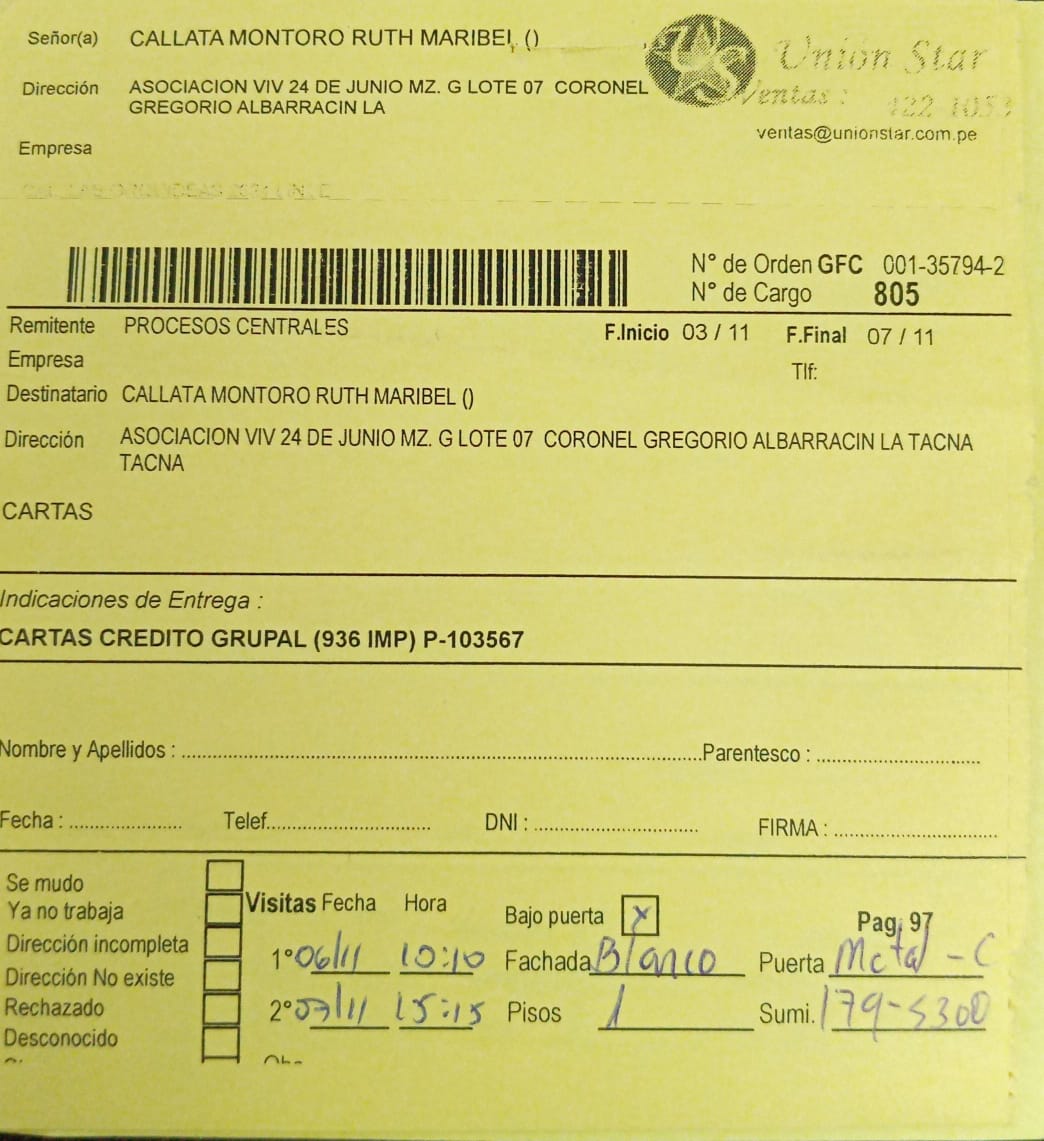 Señor(a) CALLATA MONTORO RUTH MARIBEL ()
Unión Star
Dirección ASOCIACION VIV 24 DE JUNIO MZ. G LOTE 07 CORONEL
GREGORIO ALBARRACIN LA
Ventas : 422 1053
ventas@unionstar.com.pe
Empresa
N° de Orden GFC 001-35794-2
N° de Cargo 805
Remitente PROCESOS CENTRALES
F.Inicio 03 / 11 F.Final 07 / 11
Empresa
Tlf:
Destinatario CALLATA MONTORO RUTH MARIBEL ()
Dirección ASOCIACION VIV 24 DE JUNIO MZ. G LOTE 07 CORONEL GREGORIO ALBARRACIN LA TACNA
TACNA
CARTAS
Indicaciones de Entrega :
CARTAS CREDITO GRUPAL (936 IMP) P-103567
Nombre y Apellidos : Parentesco :
Fecha : Telef. DNI : FIRMA :
Se mudo
Ya no trabaja
Dirección incompleta
Dirección No existe
Rechazado
Desconocido
Visitas Fecha Hora
1° 06/11 10:10
2° 07/11 15:15
Bajo puerta X
Pag. 97
Fachada Blanco Puerta Metal - C
Pisos 1 Sumi. 179-5300